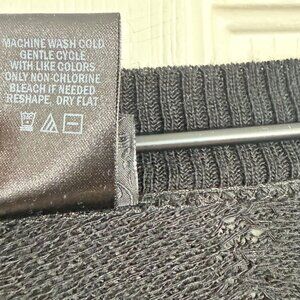 MACHINE WASH COLD
GENTLE CYCLE
WITH LIKE COLORS
ONLY NON-CHLORINE
BLEACH IF NEEDED
RESHAPE, DRY FLAT